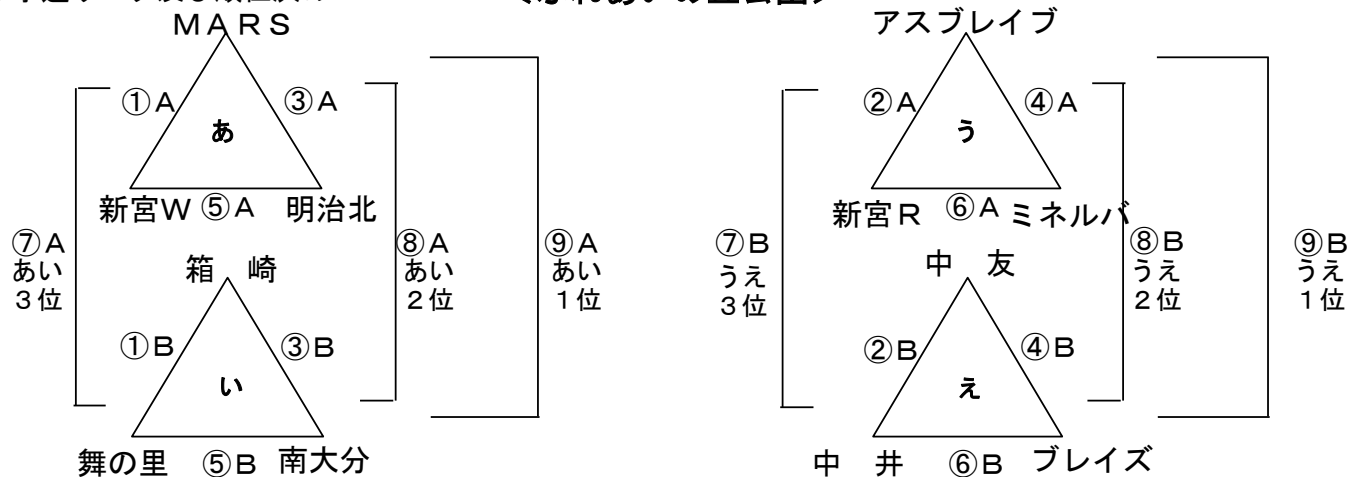 ＭＡＲＳ
①Ａ
③Ａ
あ
新宮Ｗ
⑤Ａ
明治北
⑦Ａ
あい
３位
⑧Ａ
あい
２位
⑨Ａ
あい
１位
箱　崎
①Ｂ
③Ｂ
い
舞の里
⑤Ｂ
南大分
アスブレイブ
②Ａ
④Ａ
う
新宮Ｒ
⑥Ａ
ミネルバ
⑦Ｂ
うえ
３位
⑧Ｂ
うえ
２位
⑨Ｂ
うえ
１位
中　友
②Ｂ
④Ｂ
え
中　井
⑥Ｂ
ブレイズ